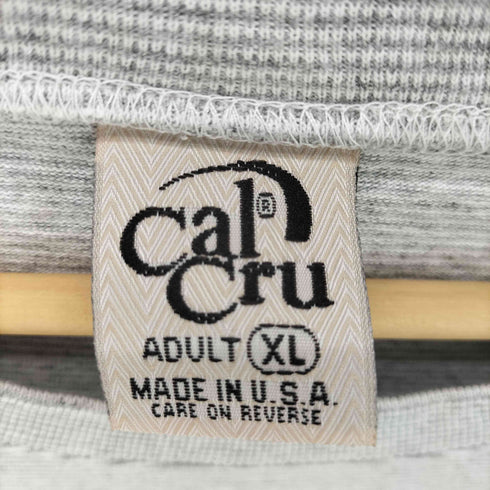 Cal®
Cru
ADULT XL
MADE IN U.S.A.
CARE ON REVERSE